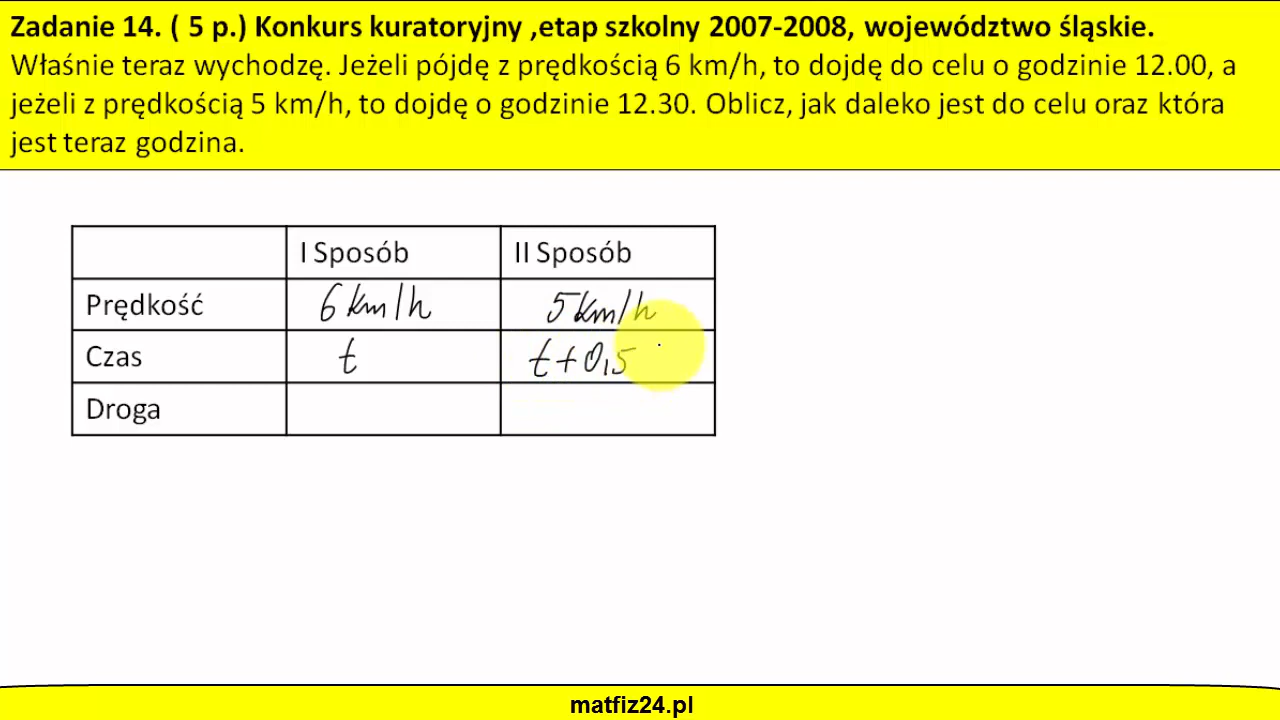 Zadanie 14. ( 5 p.) Konkurs kuratoryjny ,etap szkolny 2007-2008, województwo śląskie.
Właśnie teraz wychodzę. Jeżeli pójdę z prędkością 6 km/h, to dojdę do celu o godzinie 12.00, a
jeżeli z prędkością 5 km/h, to dojdę o godzinie 12.30. Oblicz, jak daleko jest do celu oraz która
jest teraz godzina.
I Sposób II Sposób
Prędkość 6 km/h 5 km/h
Czas t t+0,5
Droga
matfiz24.pl